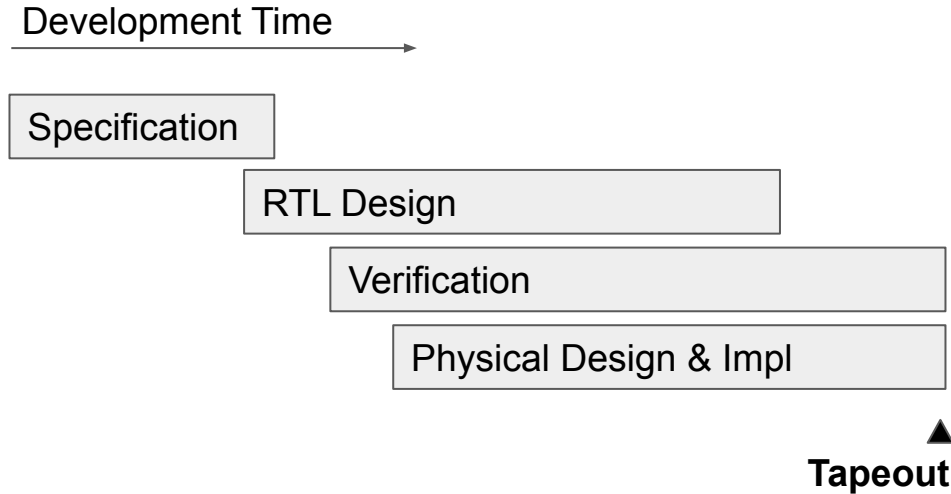 Development Time
Specification
RTL Design
Verification
Physical Design & Impl
Tapeout